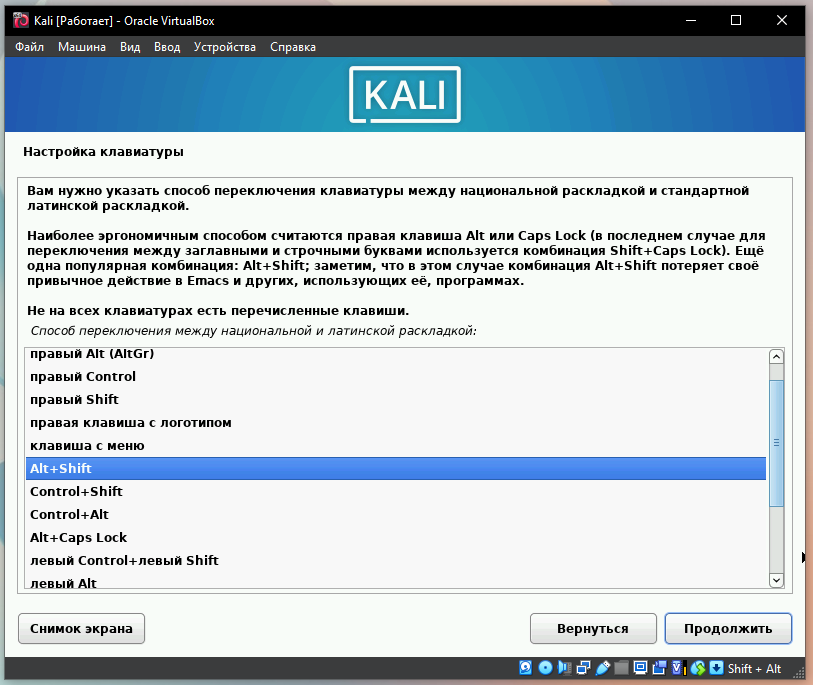 Kali [Работает] - Oracle VirtualBox
Файл Машина Вид Ввод Устройства Справка
KALI
Настройка клавиатуры
Вам нужно указать способ переключения клавиатуры между национальной раскладкой и стандартной
латинской раскладкой.
Наиболее эргономичным способом считаются правая клавиша Alt или Caps Lock (в последнем случае для
переключения между заглавными и строчными буквами используется комбинация Shift+Caps Lock). Ещё
одна популярная комбинация: Alt+Shift; заметим, что в этом случае комбинация Alt+Shift потеряет своё
привычное действие в Emacs и других, использующих её, программах.
Не на всех клавиатурах есть перечисленные клавиши.
Способ переключения между национальной и латинской раскладкой:
правый Alt (AltGr)
правый Control
правый Shift
правая клавиша с логотипом
клавиша с меню
Alt+Shift
Control+Shift
Control+Alt
Alt+Caps Lock
левый Control+левый Shift
левый Alt
Снимок экрана Вернуться Продолжить
Shift + Alt